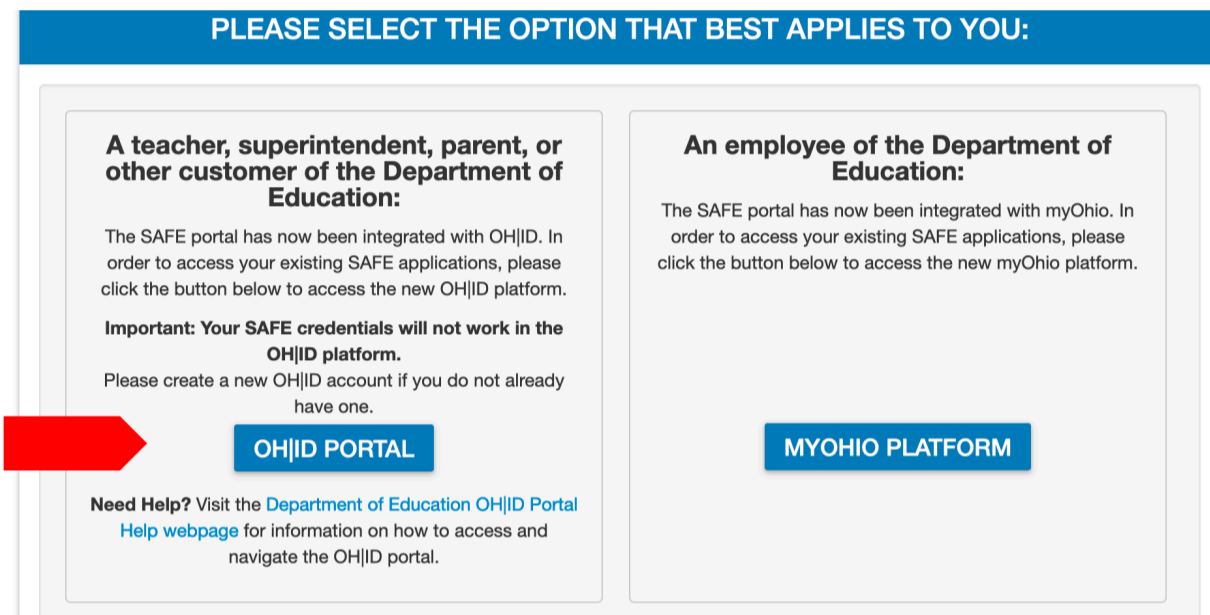 PLEASE SELECT THE OPTION THAT BEST APPLIES TO YOU:
A teacher, superintendent, parent, or
other customer of the Department of
Education:
The SAFE portal has now been integrated with OH|ID. In
order to access your existing SAFE applications, please
click the button below to access the new OH|ID platform.
Important: Your SAFE credentials will not work in the
OH|ID platform.
Please create a new OH|ID account if you do not already
have one.
OH|ID PORTAL
Need Help? Visit the Department of Education OH|ID Portal
Help webpage for information on how to access and
navigate the OH|ID portal.
An employee of the Department of
Education:
The SAFE portal has now been integrated with myOhio. In
order to access your existing SAFE applications, please
click the button below to access the new myOhio platform.
MYOHIO PLATFORM